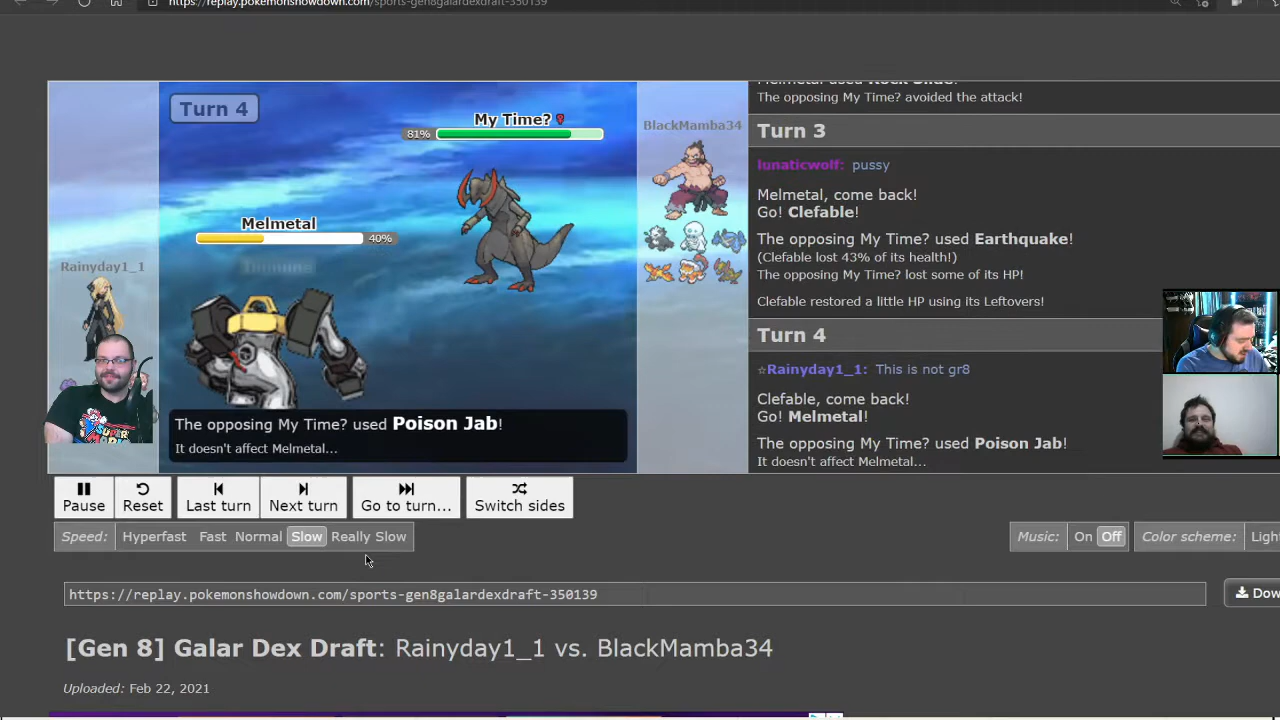 https://replay.pokemonshowdown.com/sports-gen8galardexdraft-350139
Turn 4
My Time?
81%
Melmetal
40%
Rainyday1_1
BlackMamba34
The opposing My Time? used Poison Jab!
It doesn't affect Melmetal...
The opposing My Time? avoided the attack!
Turn 3
lunaticwolf: pussy
Melmetal, come back!
Go! Clefable!
The opposing My Time? used Earthquake!
(Clefable lost 43% of its health!)
The opposing My Time? lost some of its HP!
Clefable restored a little HP using its Leftovers!
Turn 4
☆Rainyday1_1: This is not gr8
Clefable, come back!
Go! Melmetal!
The opposing My Time? used Poison Jab!
It doesn't affect Melmetal...
Pause
Reset
Last turn
Next turn
Go to turn...
Switch sides
Speed: Hyperfast Fast Normal Slow Really Slow
Music: On Off
Color scheme: Ligh
https://replay.pokemonshowdown.com/sports-gen8galardexdraft-350139
Dow
[Gen 8] Galar Dex Draft: Rainyday1_1 vs. BlackMamba34
Uploaded: Feb 22, 2021